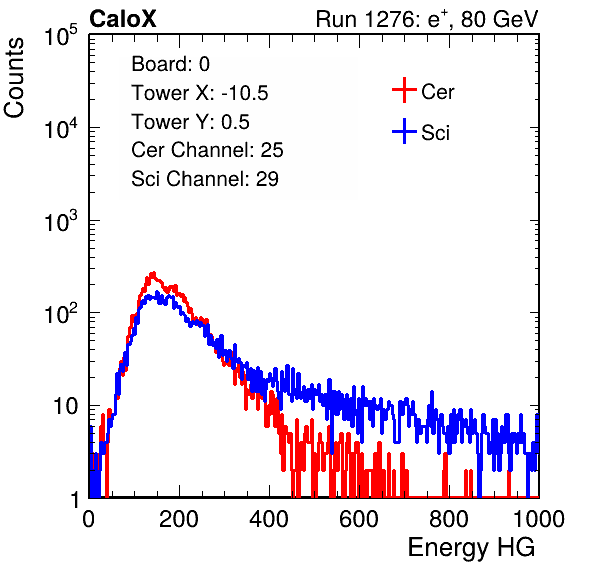 CaloX Run 1276: e⁺, 80 GeV
Counts
10⁵
10⁴
10³
10²
10
1
Board: 0
Tower X: -10.5
Tower Y: 0.5
Cer Channel: 25
Sci Channel: 29
Cer
Sci
0 200 400 600 800 1000
Energy HG